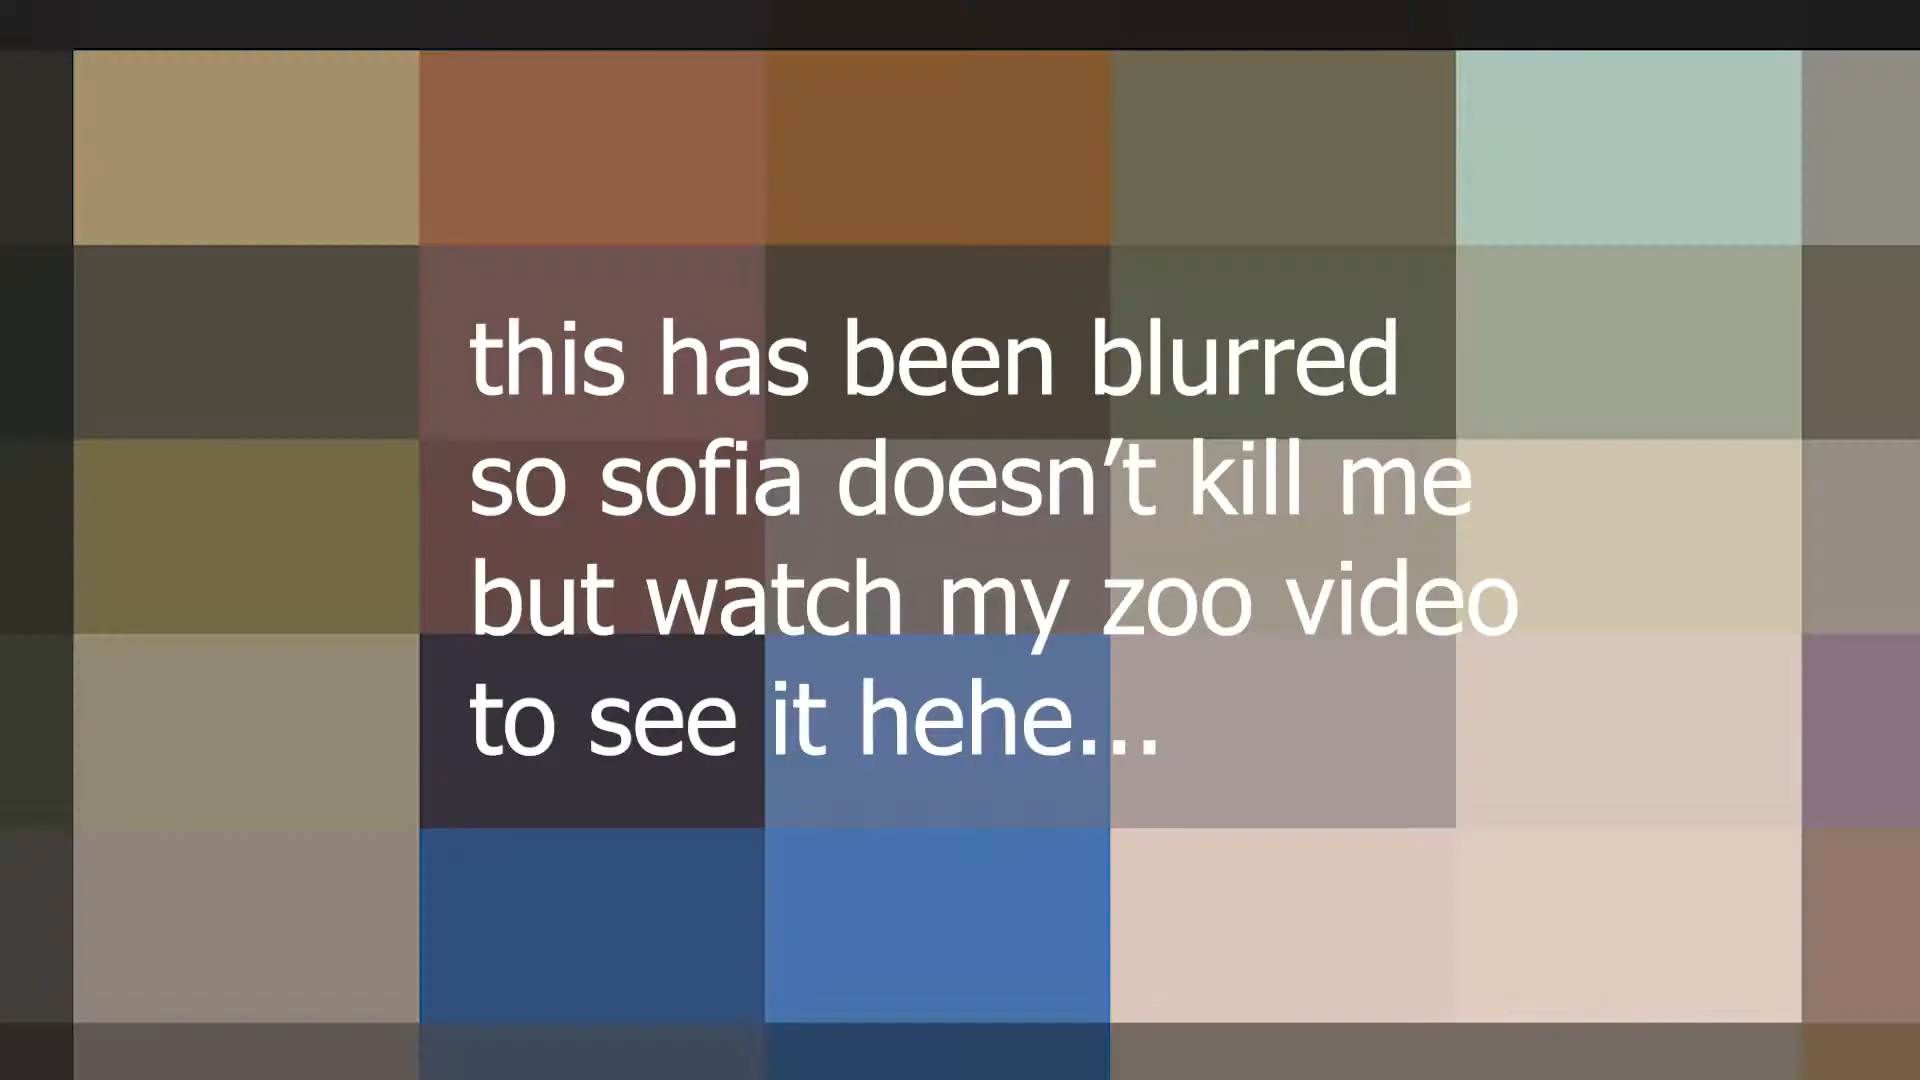 this has been blurred
so sofia doesn’t kill me
but watch my zoo video
to see it hehe...